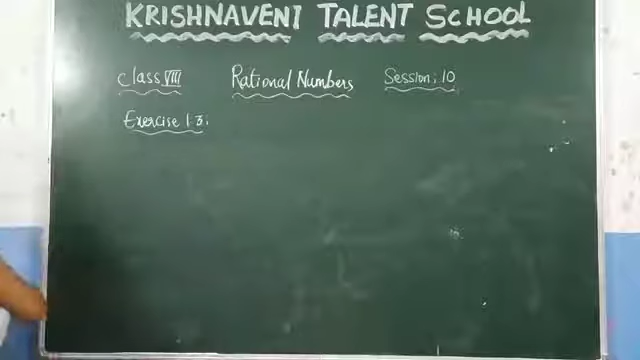 KRISHNAVENI TALENT SCHOOL
Class VIII Rational Numbers Session: 10
Exercise 1.3: